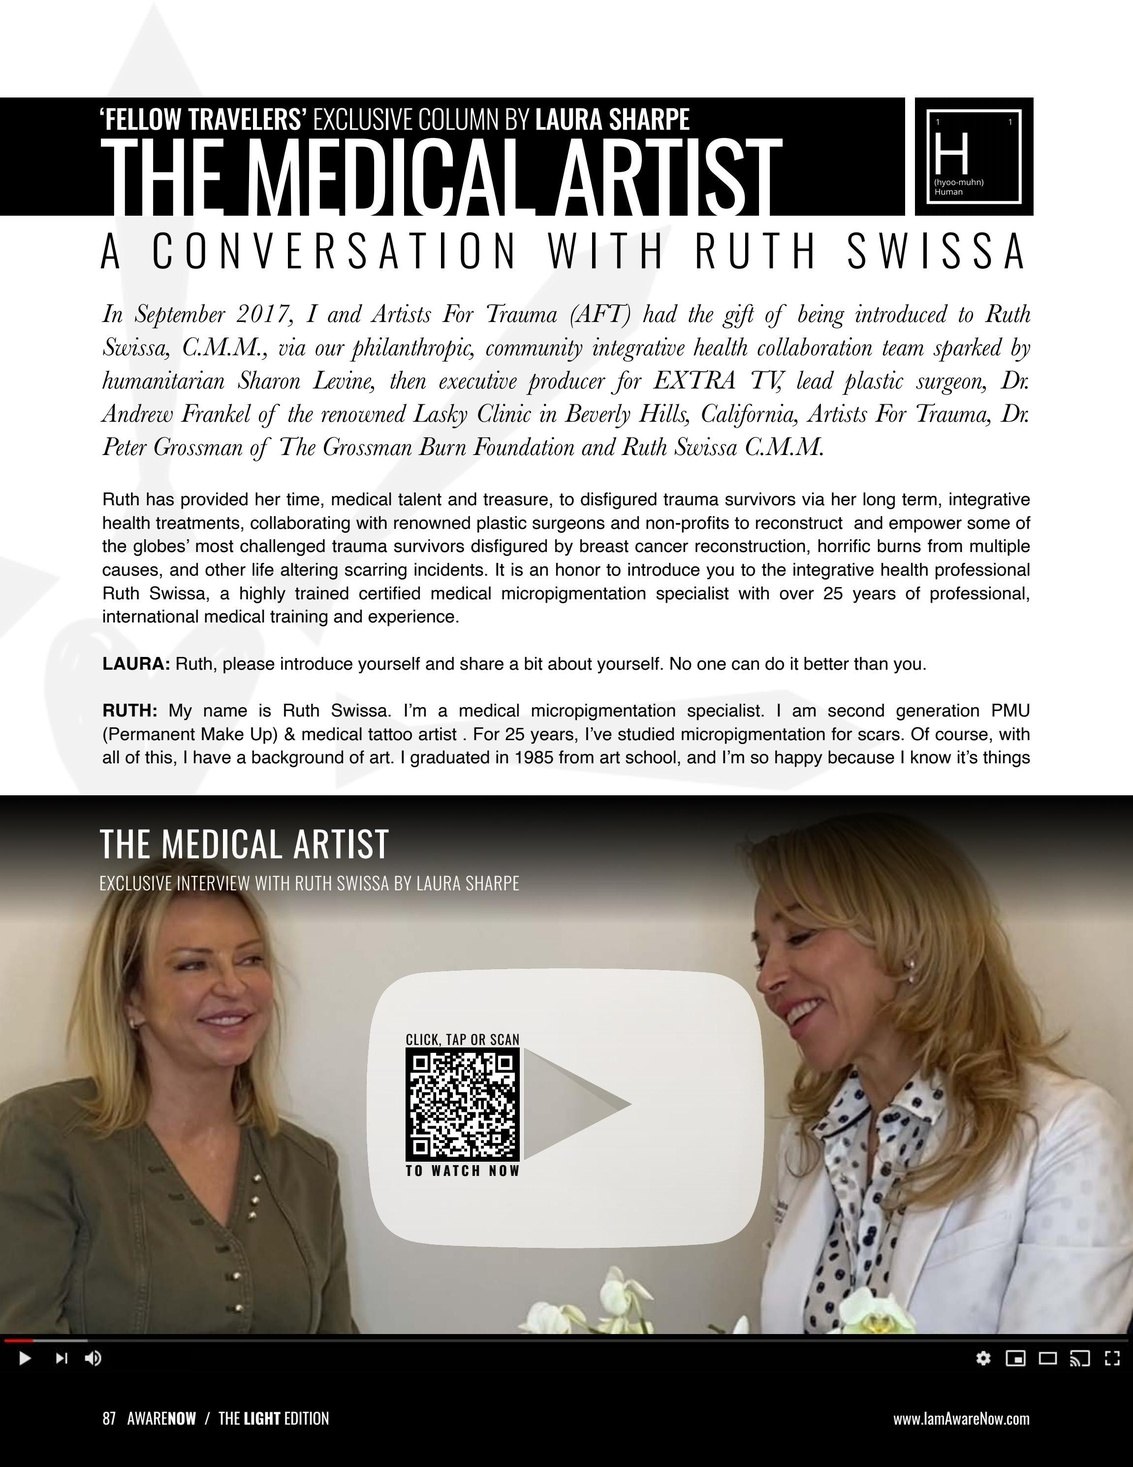 ‘FELLOW TRAVELERS’ EXCLUSIVE COLUMN BY LAURA SHARPE
THE MEDICAL ARTIST
1 1
H
(hyoo-muhn)
Human
A CONVERSATION WITH RUTH SWISSA
In September 2017, I and Artists For Trauma (AFT) had the gift of being introduced to Ruth
Swissa, C.M.M., via our philanthropic, community integrative health collaboration team sparked by
humanitarian Sharon Levine, then executive producer for EXTRA TV, lead plastic surgeon, Dr.
Andrew Frankel of the renowned Lasky Clinic in Beverly Hills, California, Artists For Trauma, Dr.
Peter Grossman of The Grossman Burn Foundation and Ruth Swissa C.M.M.
Ruth has provided her time, medical talent and treasure, to disfigured trauma survivors via her long term, integrative
health treatments, collaborating with renowned plastic surgeons and non-profits to reconstruct and empower some of
the globes’ most challenged trauma survivors disfigured by breast cancer reconstruction, horrific burns from multiple
causes, and other life altering scarring incidents. It is an honor to introduce you to the integrative health professional
Ruth Swissa, a highly trained certified medical micropigmentation specialist with over 25 years of professional,
international medical training and experience.
LAURA: Ruth, please introduce yourself and share a bit about yourself. No one can do it better than you.
RUTH: My name is Ruth Swissa. I’m a medical micropigmentation specialist. I am second generation PMU
(Permanent Make Up) & medical tattoo artist . For 25 years, I’ve studied micropigmentation for scars. Of course, with
all of this, I have a background of art. I graduated in 1985 from art school, and I’m so happy because I know it’s things
THE MEDICAL ARTIST
EXCLUSIVE INTERVIEW WITH RUTH SWISSA BY LAURA SHARPE
CLICK, TAP OR SCAN
TO WATCH NOW
87 AWARENOW / THE LIGHT EDITION
www.IamAwareNow.com